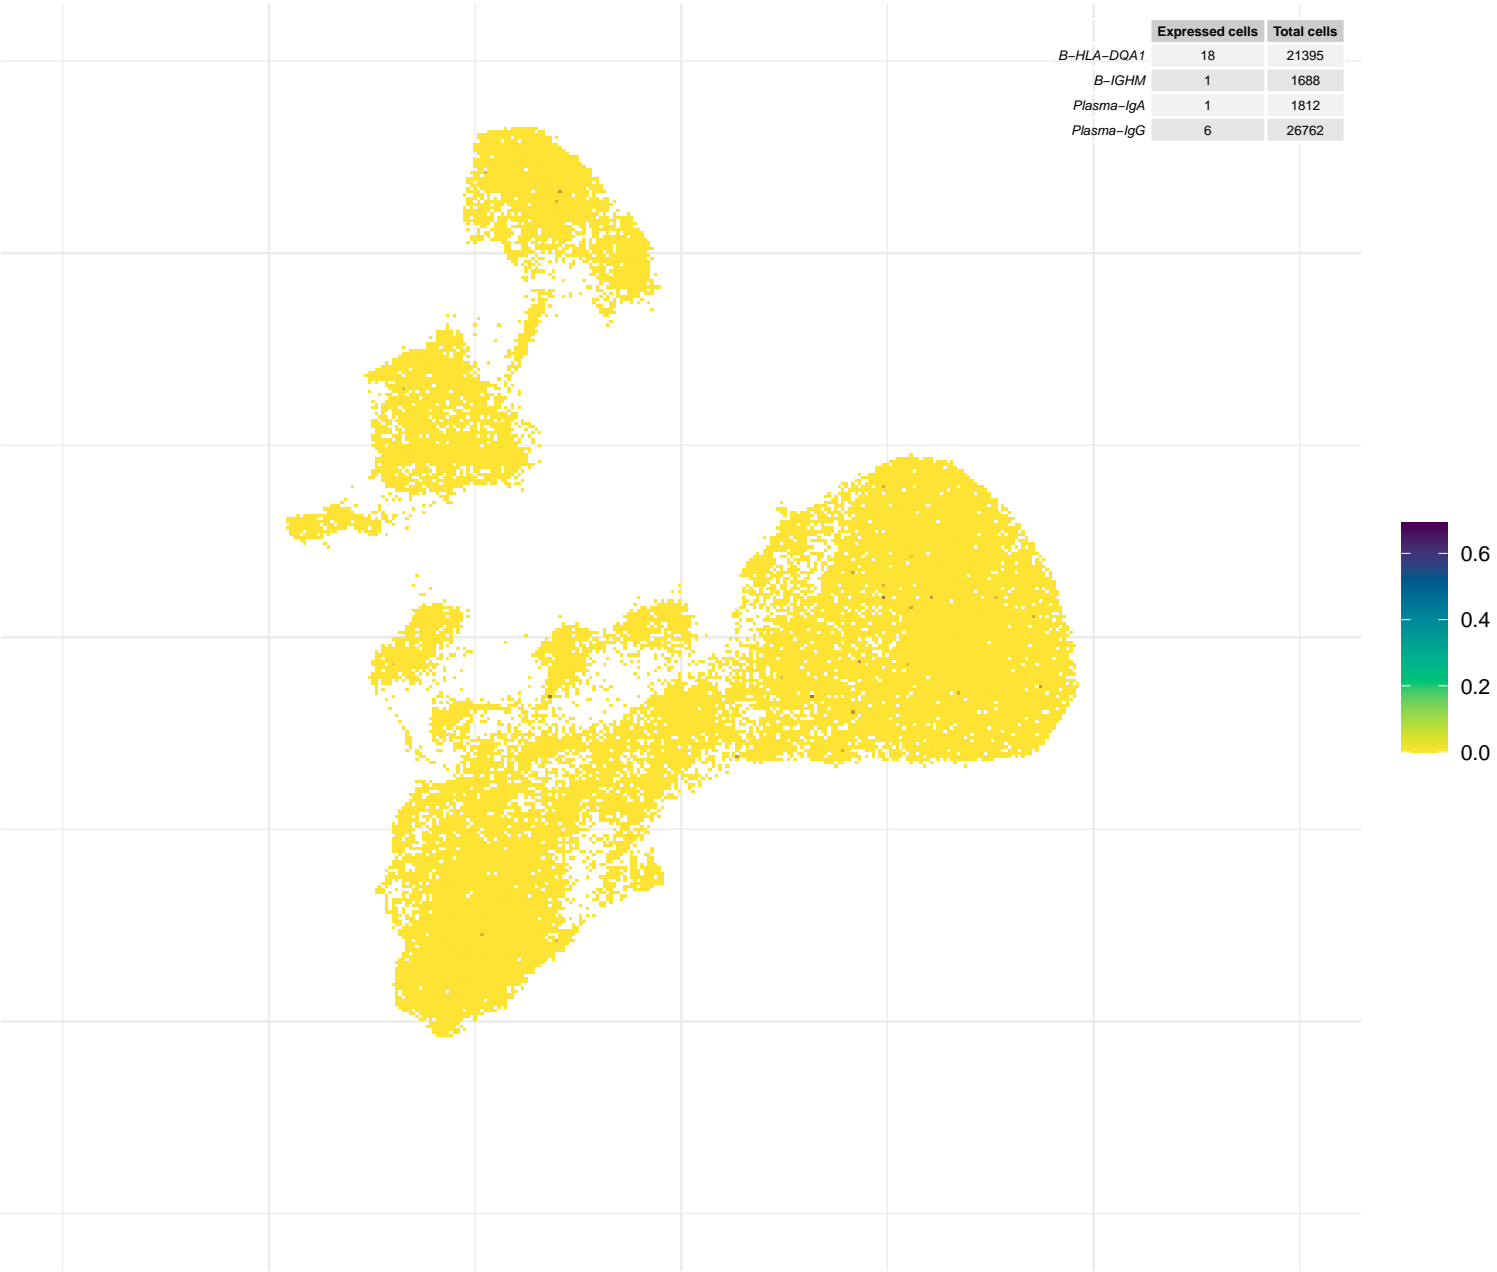 Expressed cells Total cells
B−HLA−DQA1 18 21395
B−IGHM 1 1688
Plasma−IgA 1 1812
Plasma−IgG 6 26762
0.6
0.4
0.2
0.0